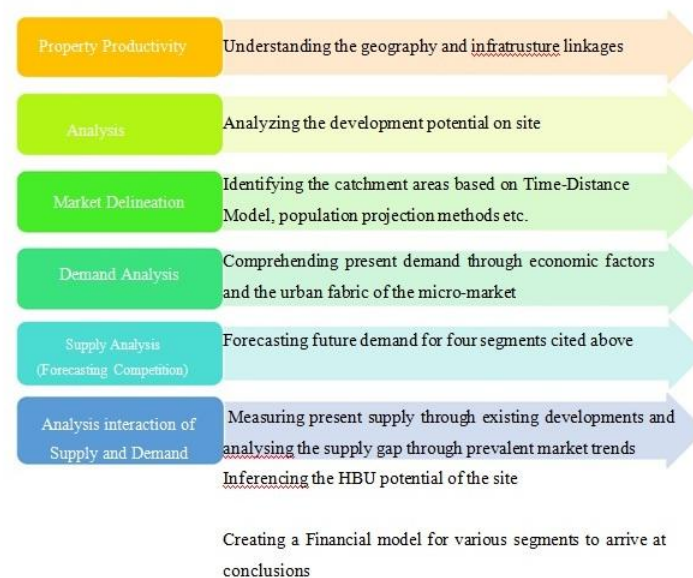 Property Productivity
Understanding the geography and infratrusture linkages
Analysis
Analyzing the development potential on site
Market Delineation
Identifying the catchment areas based on Time-Distance
Model, population projection methods etc.
Demand Analysis
Comprehending present demand through economic factors
and the urban fabric of the micro-market
Supply Analysis
(Forecasting Competition)
Forecasting future demand for four segments cited above
Analysis interaction of
Supply and Demand
Measuring present supply through existing developments and
analysing the supply gap through prevalent market trends
Inferencing the HBU potential of the site
Creating a Financial model for various segments to arrive at
conclusions